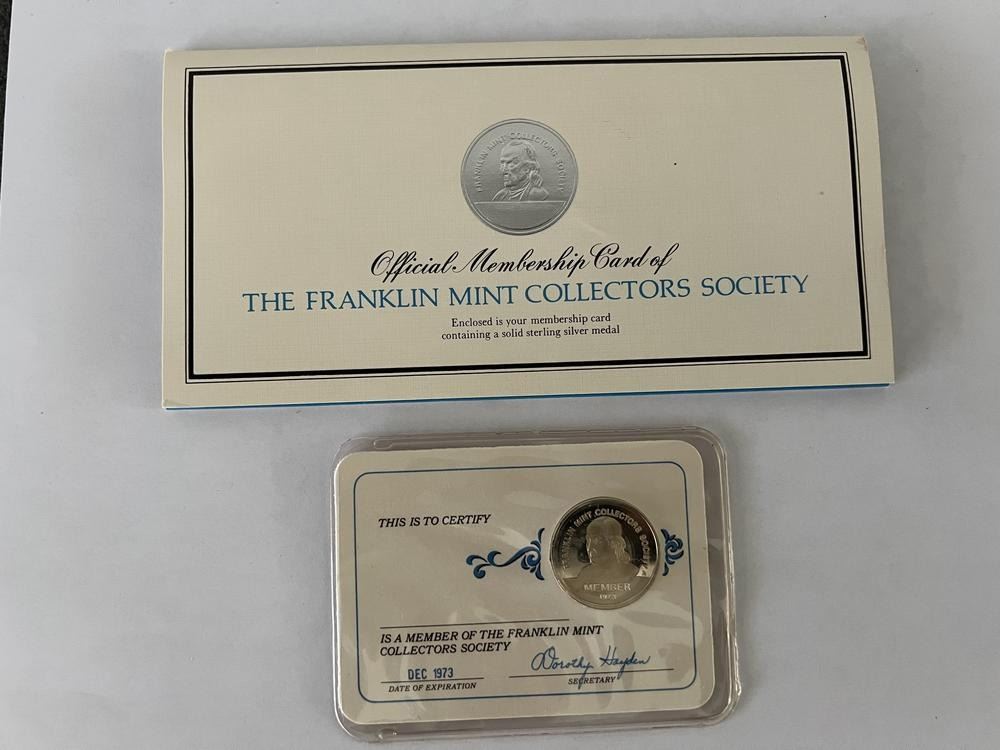 FRANKLIN MINT COLLECTORS SOCIETY
Official Membership Card of
THE FRANKLIN MINT COLLECTORS SOCIETY
Enclosed is your membership card
containing a solid sterling silver medal
THIS IS TO CERTIFY
FRANKLIN MINT COLLECTORS SOCIETY
MEMBER
1973
IS A MEMBER OF THE FRANKLIN MINT
COLLECTORS SOCIETY
DEC 1973
Dorothy Hayden
DATE OF EXPIRATION
SECRETARY